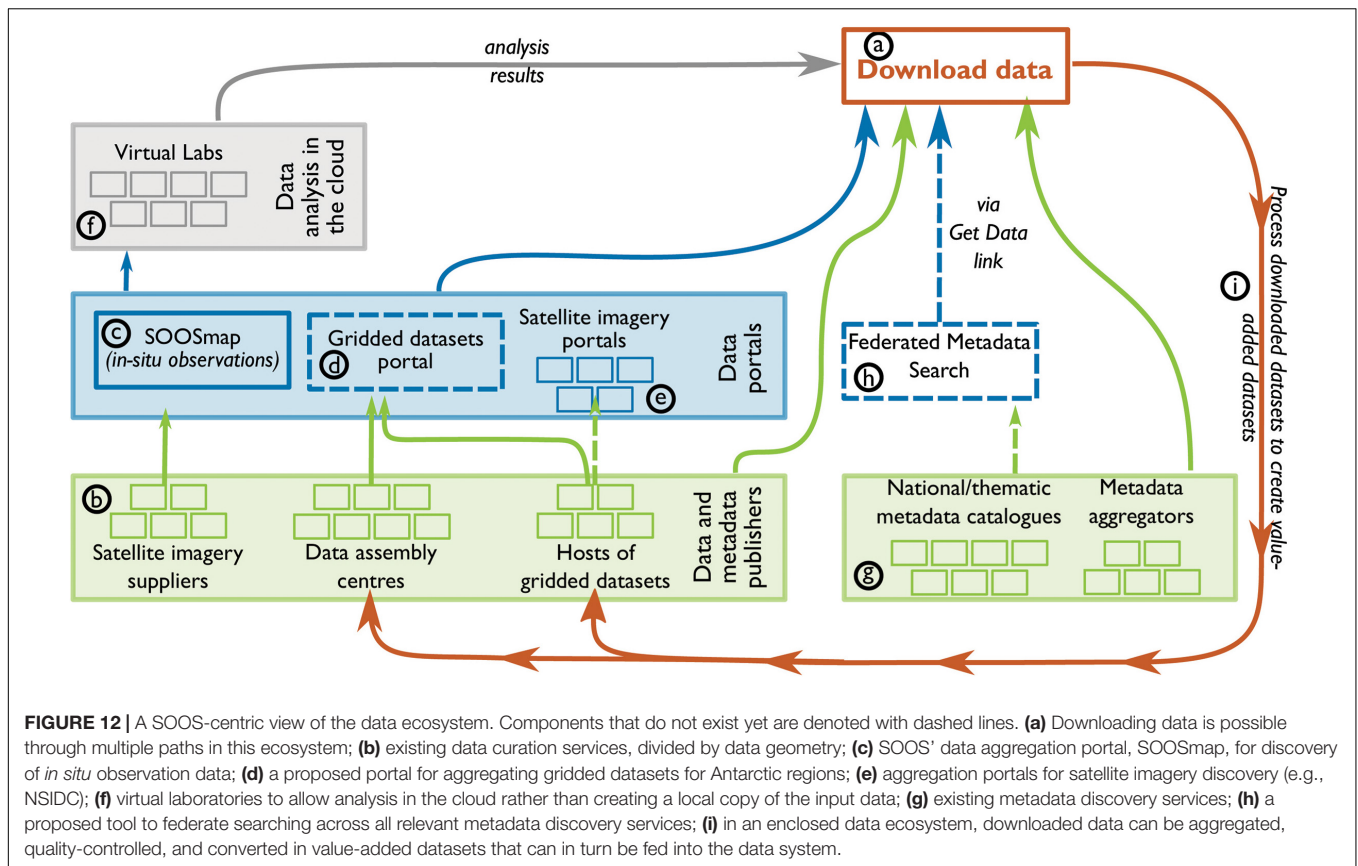 analysis
results
a
Download data
Virtual Labs
f
Data
analysis in
the cloud
c
SOOSmap
(in-situ observations)
Gridded datasets
portal
d
Satellite imagery
portals
e
Data
portals
via
Get Data
link
Federated Metadata
Search
h
Process downloaded datasets to create value-
added datasets
i
b
Satellite imagery
suppliers
Data assembly
centres
Hosts of
gridded datasets
Data and
metadata
publishers
National/thematic
metadata catalogues
g
Metadata
aggregators
FIGURE 12 | A SOOS-centric view of the data ecosystem. Components that do not exist yet are denoted with dashed lines. (a) Downloading data is possible
through multiple paths in this ecosystem; (b) existing data curation services, divided by data geometry; (c) SOOS' data aggregation portal, SOOSmap, for discovery
of in situ observation data; (d) a proposed portal for aggregating gridded datasets for Antarctic regions; (e) aggregation portals for satellite imagery discovery (e.g.,
NSIDC); (f) virtual laboratories to allow analysis in the cloud rather than creating a local copy of the input data; (g) existing metadata discovery services; (h) a
proposed tool to federate searching across all relevant metadata discovery services; (i) in an enclosed data ecosystem, downloaded data can be aggregated,
quality-controlled, and converted in value-added datasets that can in turn be fed into the data system.